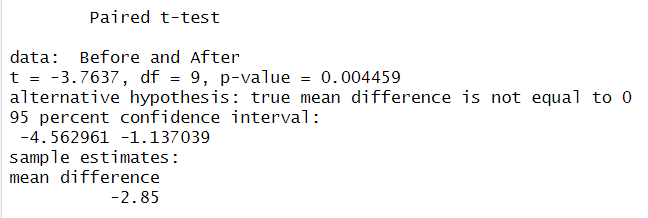 Paired t-test
data:  Before and After
t = -3.7637, df = 9, p-value = 0.004459
alternative hypothesis: true mean difference is not equal to 0
95 percent confidence interval:
 -4.562961 -1.137039
sample estimates:
mean difference
          -2.85